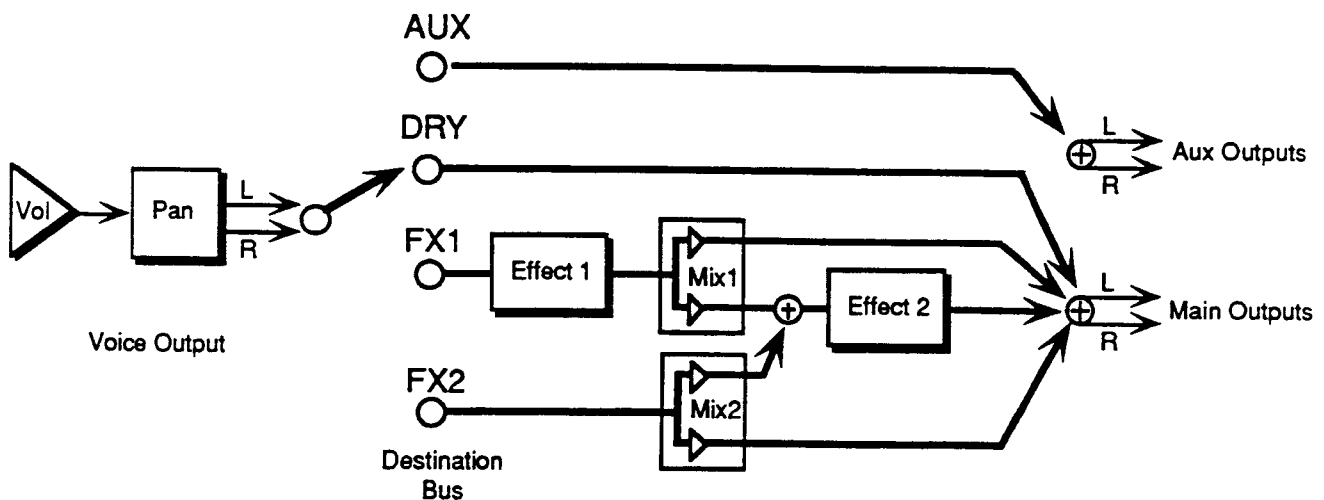 AUX
L
Aux Outputs
R
DRY
Vol
Pan
L
R
FX1
Effect 1
Mix1
Effect 2
L
Main Outputs
R
Voice Output
FX2
Mix2
Destination
Bus